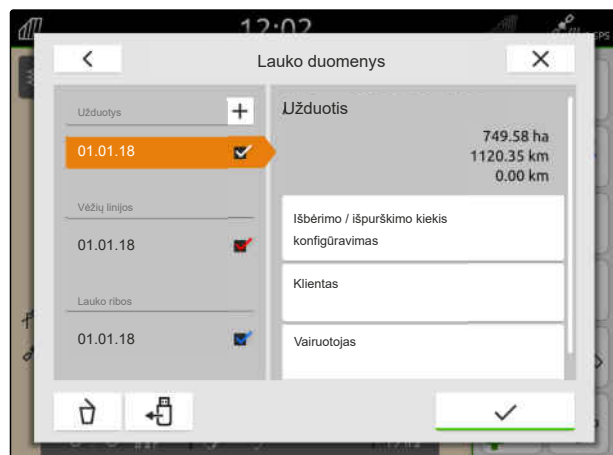 12:02
GPS
Lauko duomenys
Užduotys
01.01.18
Vėžių linijos
01.01.18
Lauko ribos
01.01.18
Užduotis
749.58 ha
1120.35 km
0.00 km
Išbėrimo / išpurškimo kiekis
konfigūravimas
Klientas
Vairuotojas